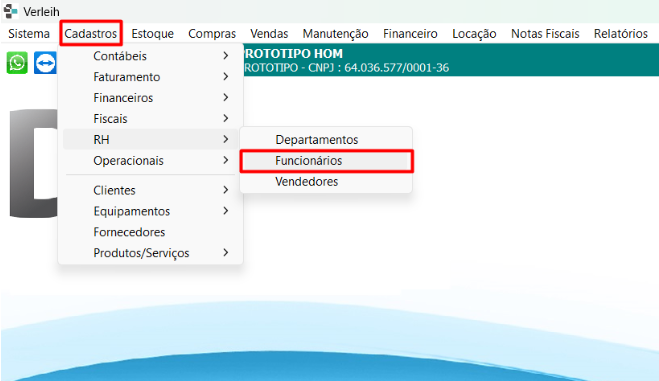 Verleih
Sistema Cadastros Estoque Compras Vendas Manutenção Financeiro Locação Notas Fiscais Relatórios
Contábeis
ROTOTIPO HOM
ROTOTIPO - CNPJ : 64.036.577/0001-36
Faturamento
Financeiros
Fiscais
RH
Departamentos
Operacionais
Funcionários
Vendedores
Clientes
Equipamentos
Fornecedores
Produtos/Serviços